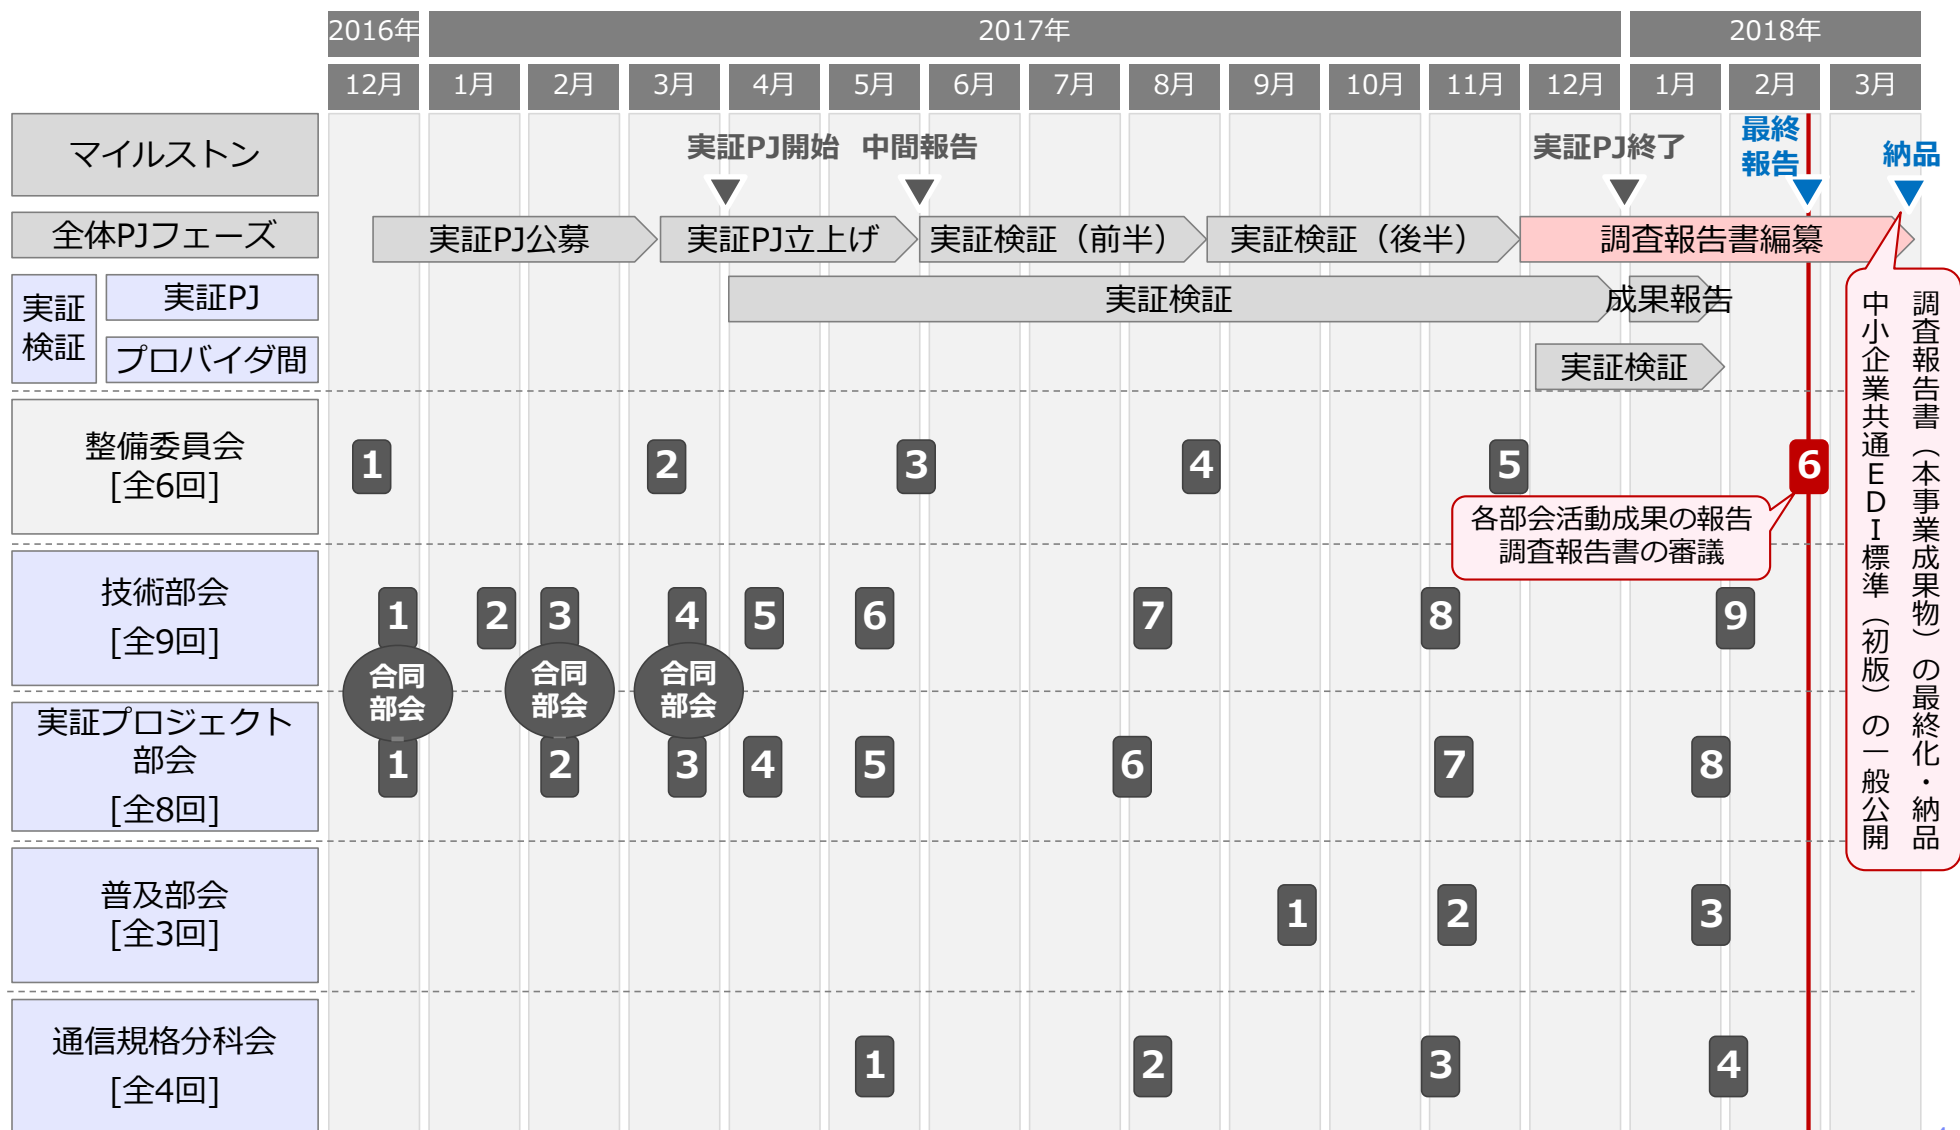 2016年
2017年
2018年
12月
1月
2月
3月
4月
5月
6月
7月
8月
9月
10月
11月
12月
1月
2月
3月
マイルストン
実証PJ開始
中間報告
実証PJ終了
最終
報告
納品
全体PJフェーズ
実証PJ公募
実証PJ立上げ
実証検証（前半）
実証検証（後半）
調査報告書編纂
実証
検証
実証PJ
実証検証
成果報告
プロバイダ間
実証検証
調査報告書（本事業成果物）の最終化・納品
中小企業共通EDI標準（初版）の一般公開
整備委員会
[全6回]
1
2
3
4
5
6
各部会活動成果の報告
調査報告書の審議
技術部会
[全9回]
1
2
3
4
5
6
7
8
9
合同
部会
合同
部会
合同
部会
実証プロジェクト
部会
[全8回]
1
2
3
4
5
6
7
8
普及部会
[全3回]
1
2
3
通信規格分科会
[全4回]
1
2
3
4